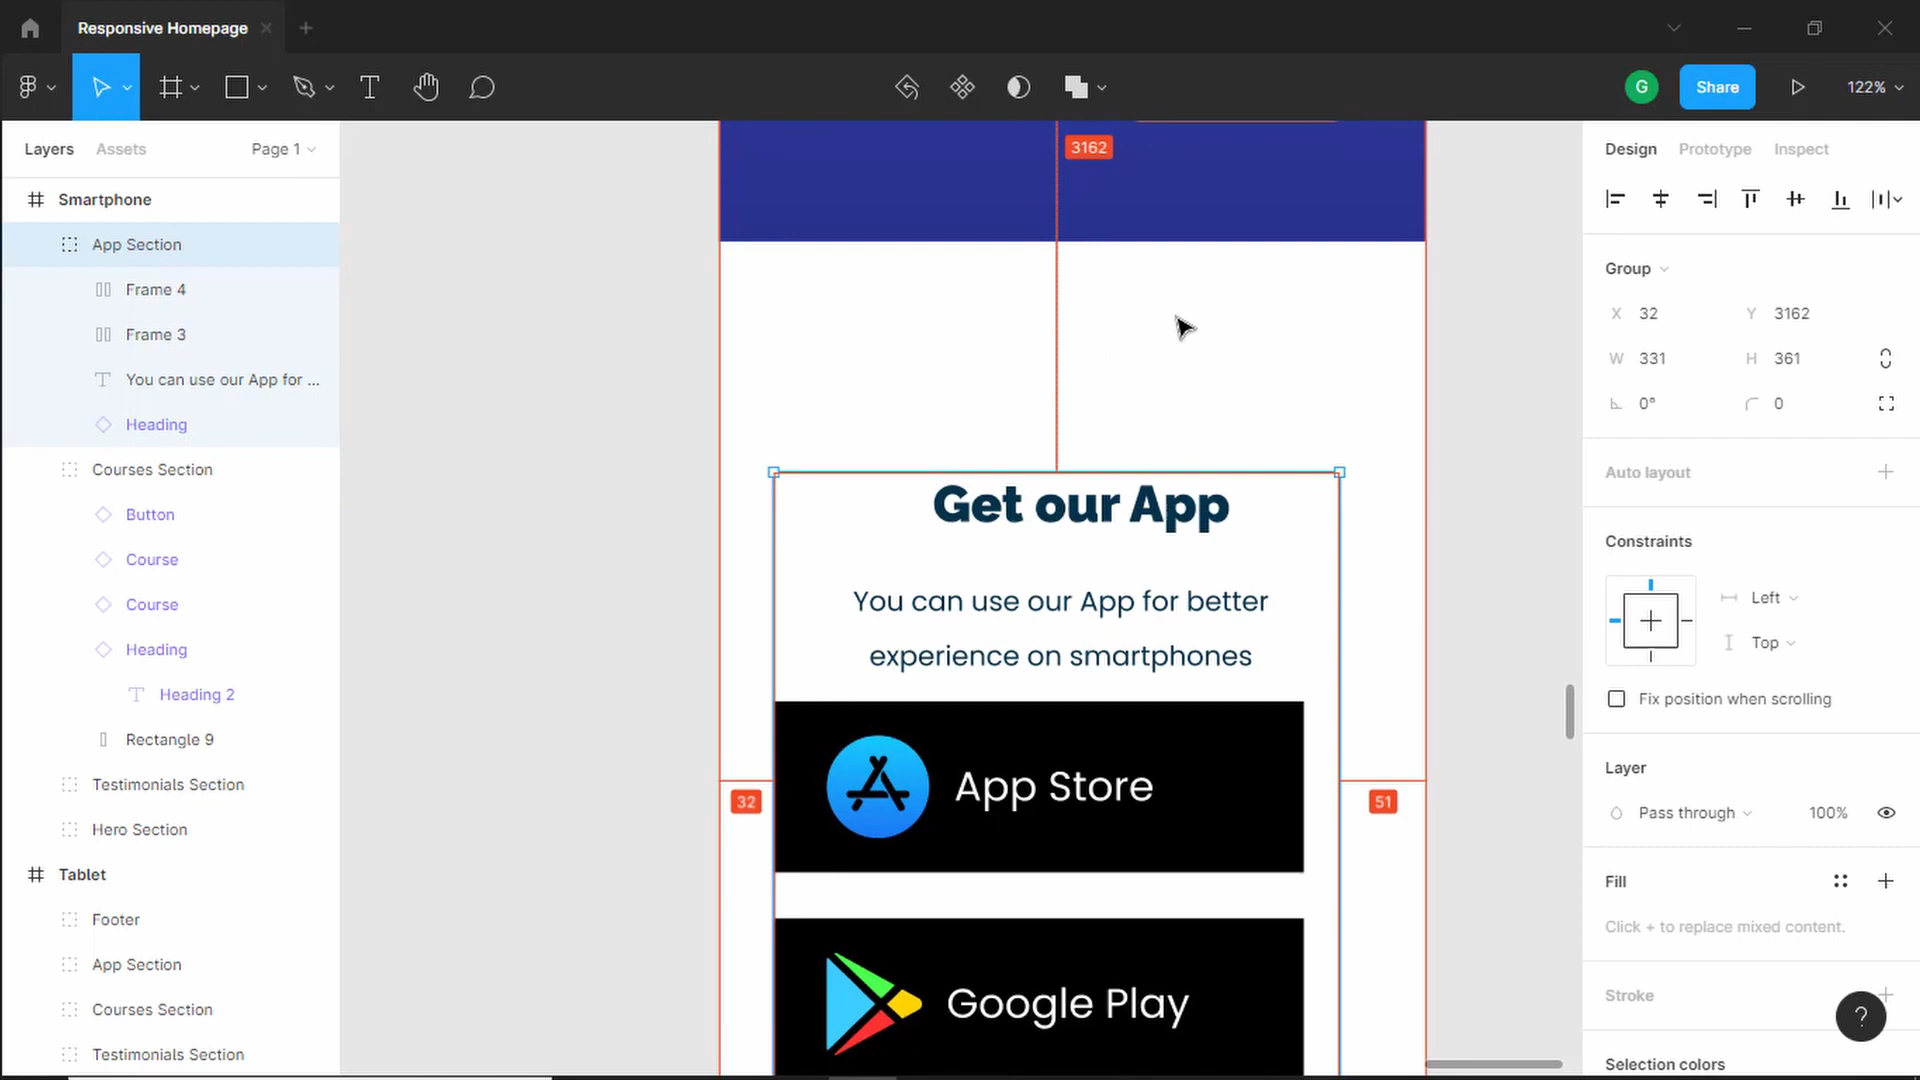 Responsive Homepage
G
Share
122%
Layers
Assets
Page 1
Smartphone
App Section
Frame 4
Frame 3
You can use our App for ...
Heading
Courses Section
Button
Course
Course
Heading
Heading 2
Rectangle 9
Testimonials Section
Hero Section
Tablet
Footer
App Section
Courses Section
Testimonials Section
3162
Get our App
You can use our App for better
experience on smartphones
App Store
32
51
Google Play
Design
Prototype
Inspect
Group
X 32
Y 3162
W 331
H 361
0°
0
Auto layout
Constraints
Left
Top
Fix position when scrolling
Layer
Pass through
100%
Fill
Click + to replace mixed content.
Stroke
?
Selection colors